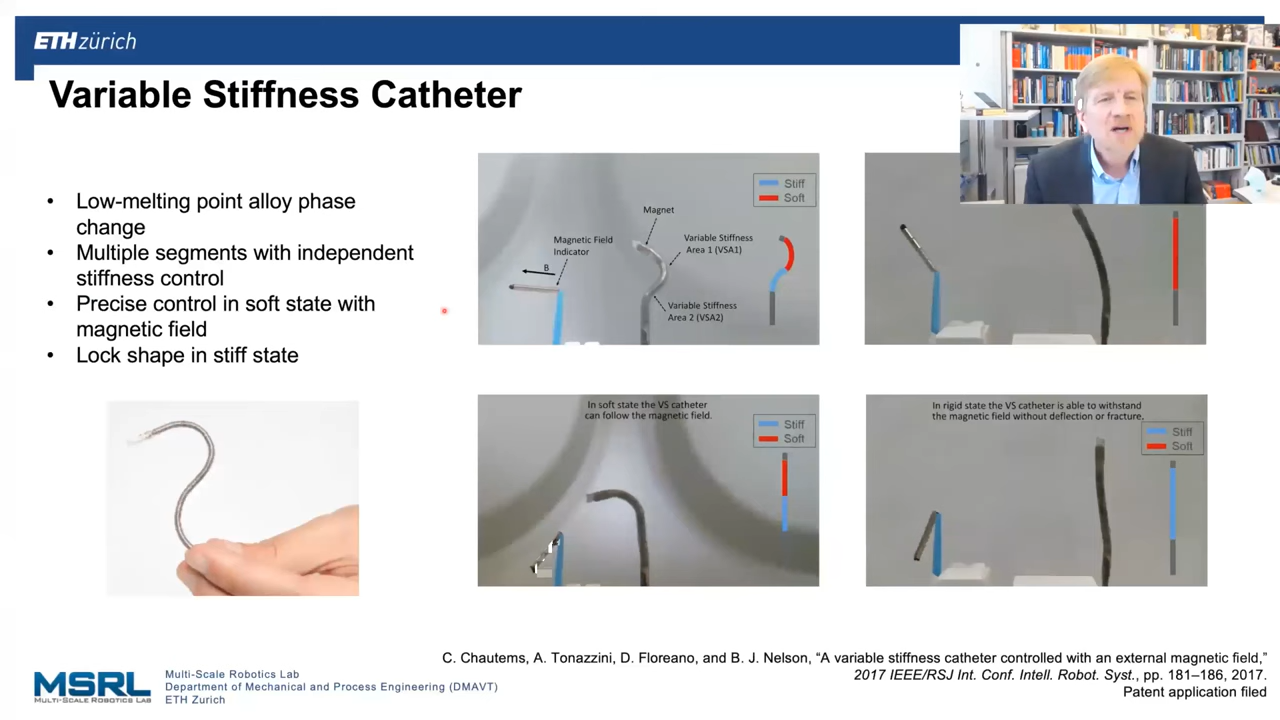 ETH zürich
Variable Stiffness Catheter
• Low-melting point alloy phase
change
• Multiple segments with independent
stiffness control
• Precise control in soft state with
magnetic field
• Lock shape in stiff state
Stiff
Soft
Magnet
Magnetic Field
Indicator
B
Variable Stiffness
Area 1 (VSA1)
Variable Stiffness
Area 2 (VSA2)
In soft state the VS catheter
can follow the magnetic field.
Stiff
Soft
In rigid state the VS catheter is able to withstand
the magnetic field without deflection or fracture.
Stiff
Soft
C. Chautems, A. Tonazzini, D. Floreano, and B. J. Nelson, “A variable stiffness catheter controlled with an external magnetic field,”
2017 IEEE/RSJ Int. Conf. Intell. Robot. Syst., pp. 181–186, 2017.
Patent application filed
MSRL
MULTI-SCALE ROBOTICS LAB
Multi-Scale Robotics Lab
Department of Mechanical and Process Engineering (DMAVT)
ETH Zurich